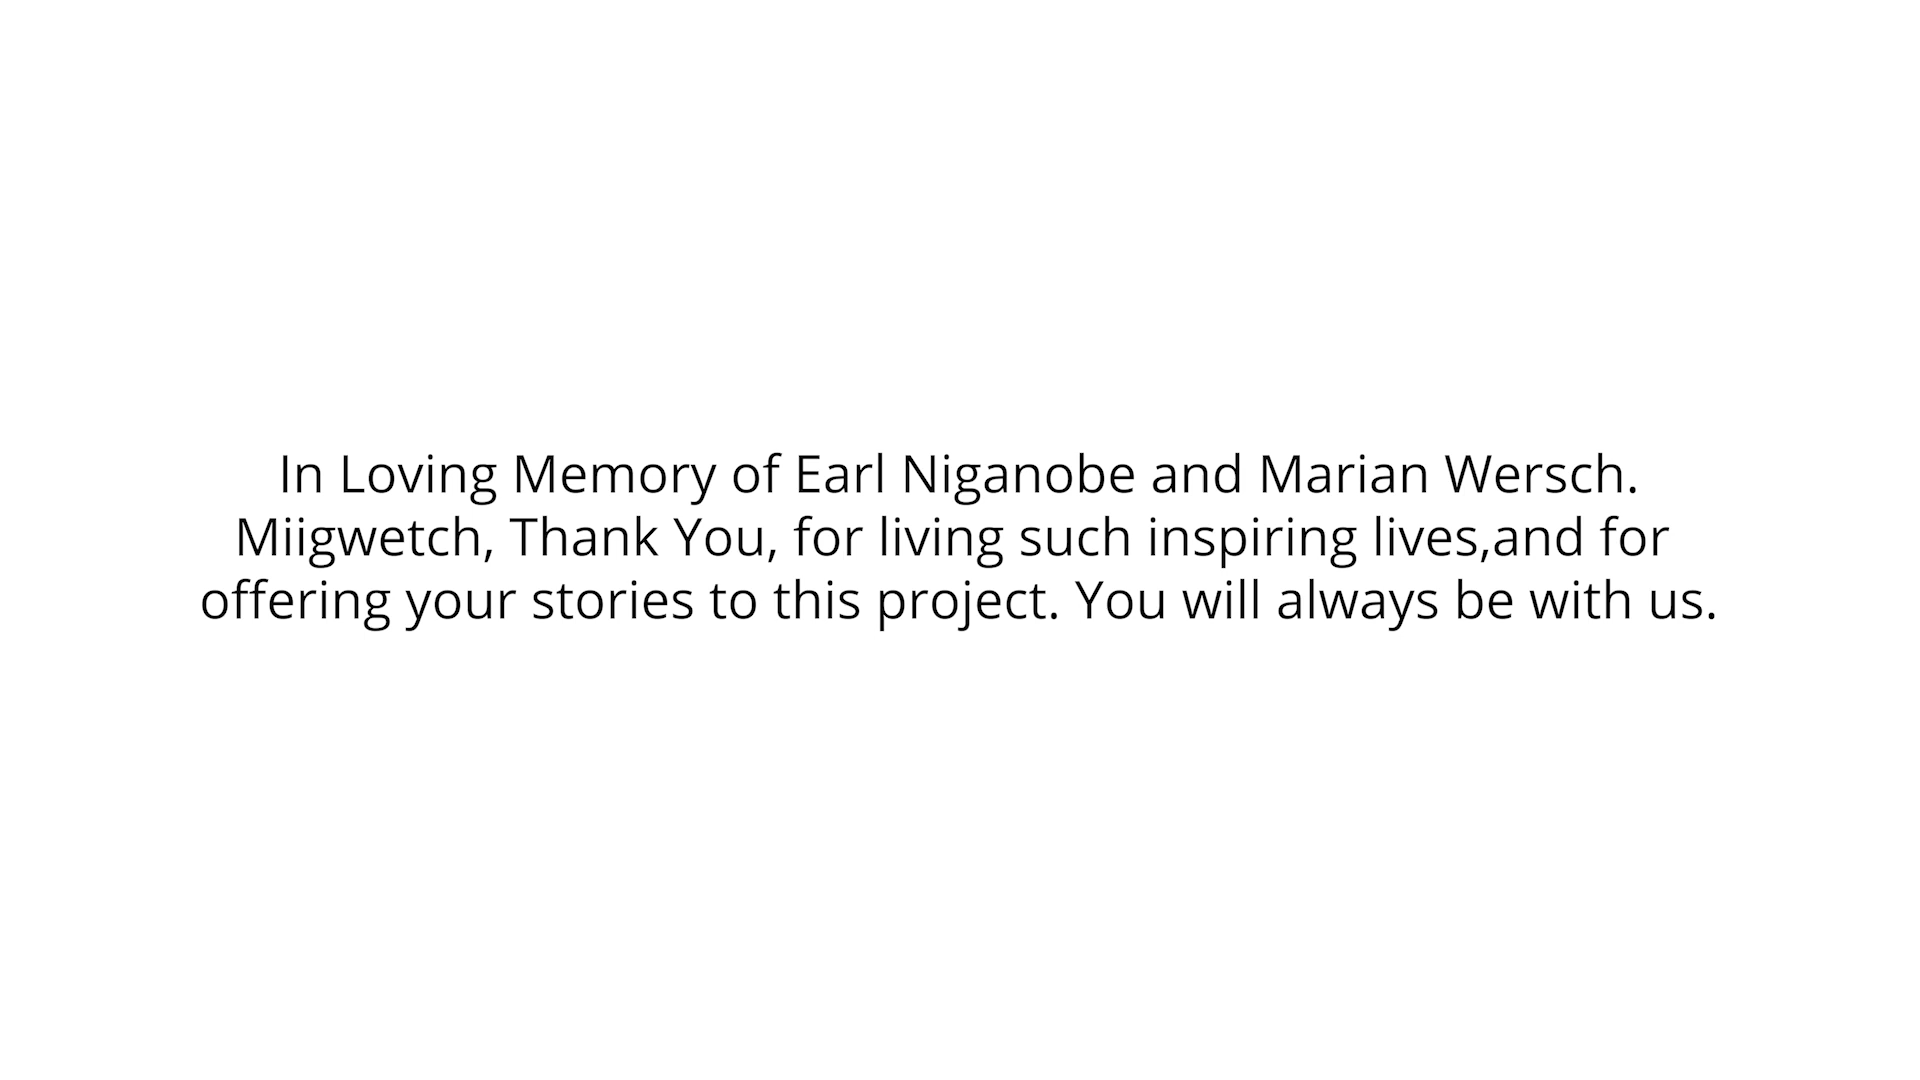 In Loving Memory of Earl Niganobe and Marian Wersch.
Miigwetch, Thank You, for living such inspiring lives,and for
offering your stories to this project. You will always be with us.